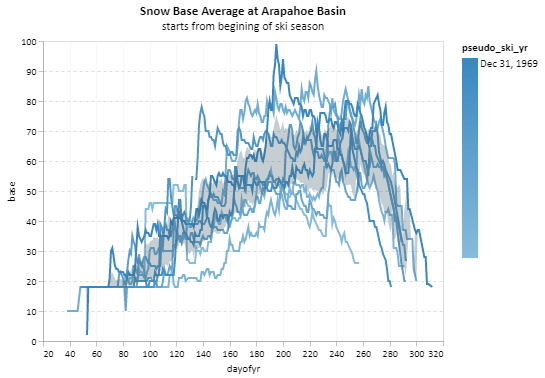 Snow Base Average at Arapahoe Basin
starts from begining of ski season
pseudo_ski_yr
Dec 31, 1969
100
90
80
70
60
50
40
30
20
10
0
base
20 40 60 80 100 120 140 160 180 200 220 240 260 280 300 320
dayofyr